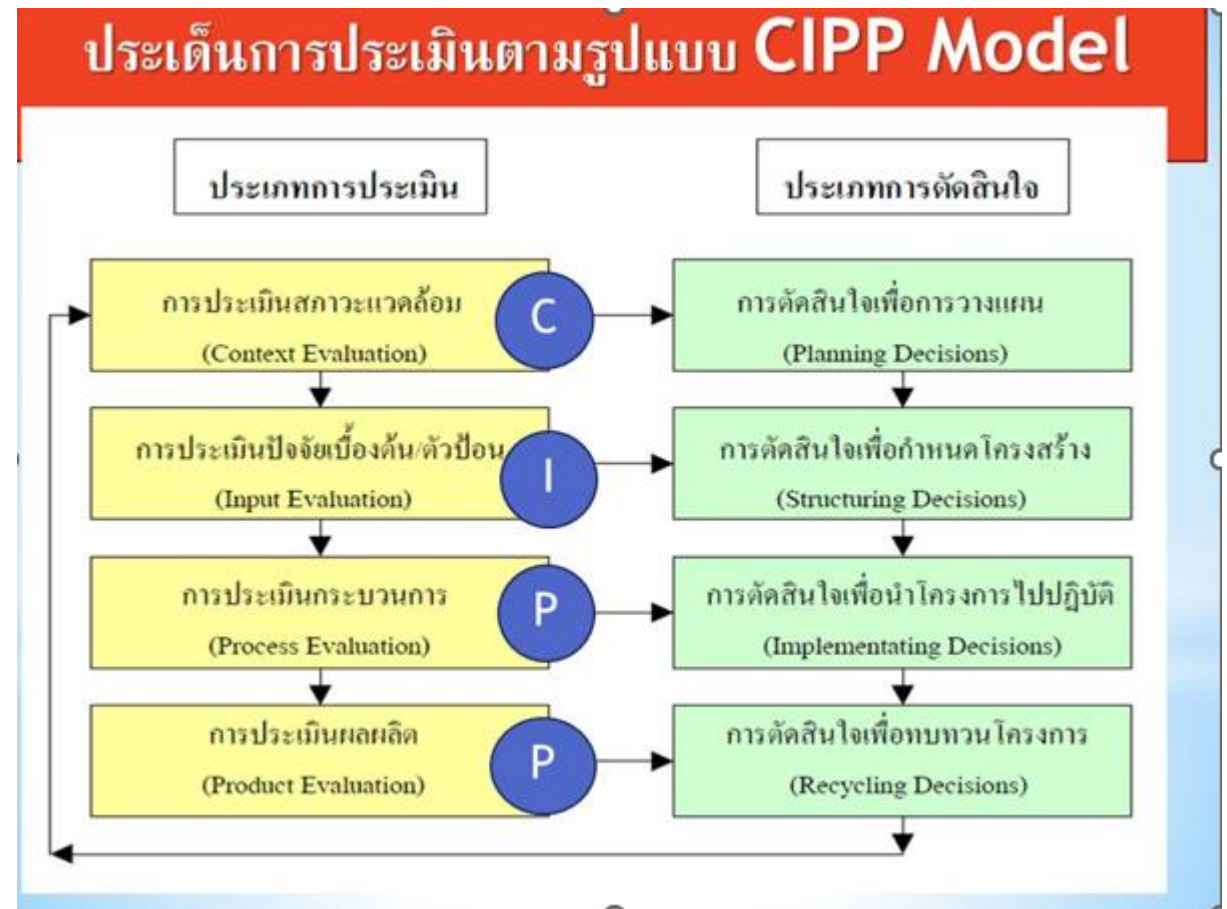 ประเด็นการประเมินตามรูปแบบ CIPP Model
ประเภทการประเมิน
ประเภทการตัดสินใจ
การประเมินสภาวะแวดล้อม
(Context Evaluation)
C
การตัดสินใจเพื่อการวางแผน
(Planning Decisions)
การประเมินปัจจัยเบื้องต้น/ตัวป้อน
(Input Evaluation)
I
การตัดสินใจเพื่อกำหนดโครงสร้าง
(Structuring Decisions)
การประเมินกระบวนการ
(Process Evaluation)
P
การตัดสินใจเพื่อนำโครงการไปปฏิบัติ
(Implementating Decisions)
การประเมินผลผลิต
(Product Evaluation)
P
การตัดสินใจเพื่อทบทวนโครงการ
(Recycling Decisions)